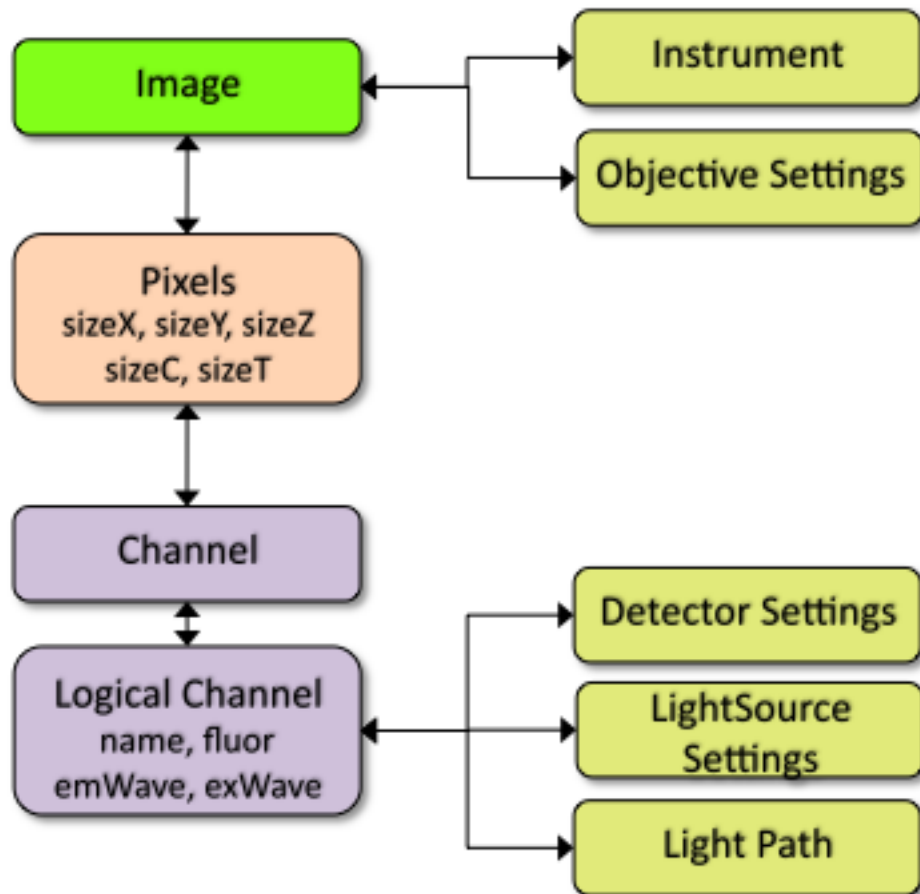 Image
Instrument
Objective Settings
Pixels
sizeX, sizeY, sizeZ
sizeC, sizeT
Channel
Logical Channel
name, fluor
emWave, exWave
Detector Settings
LightSource
Settings
Light Path